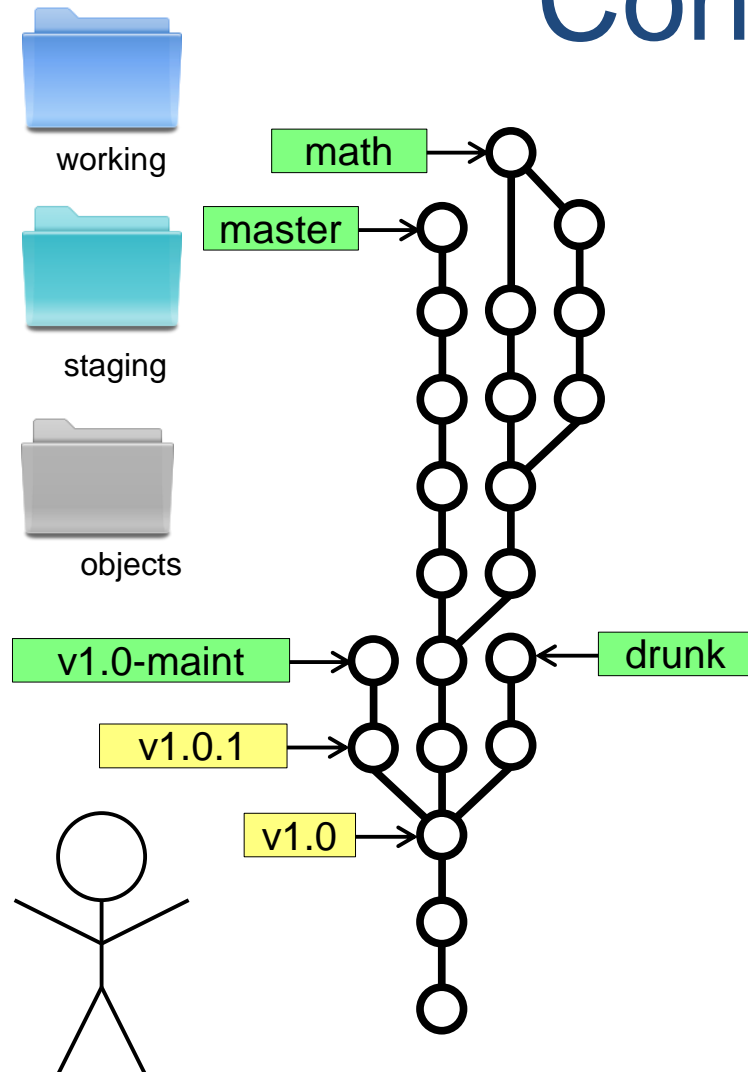 working
math
master
staging
objects
v1.0-maint
drunk
v1.0.1
v1.0